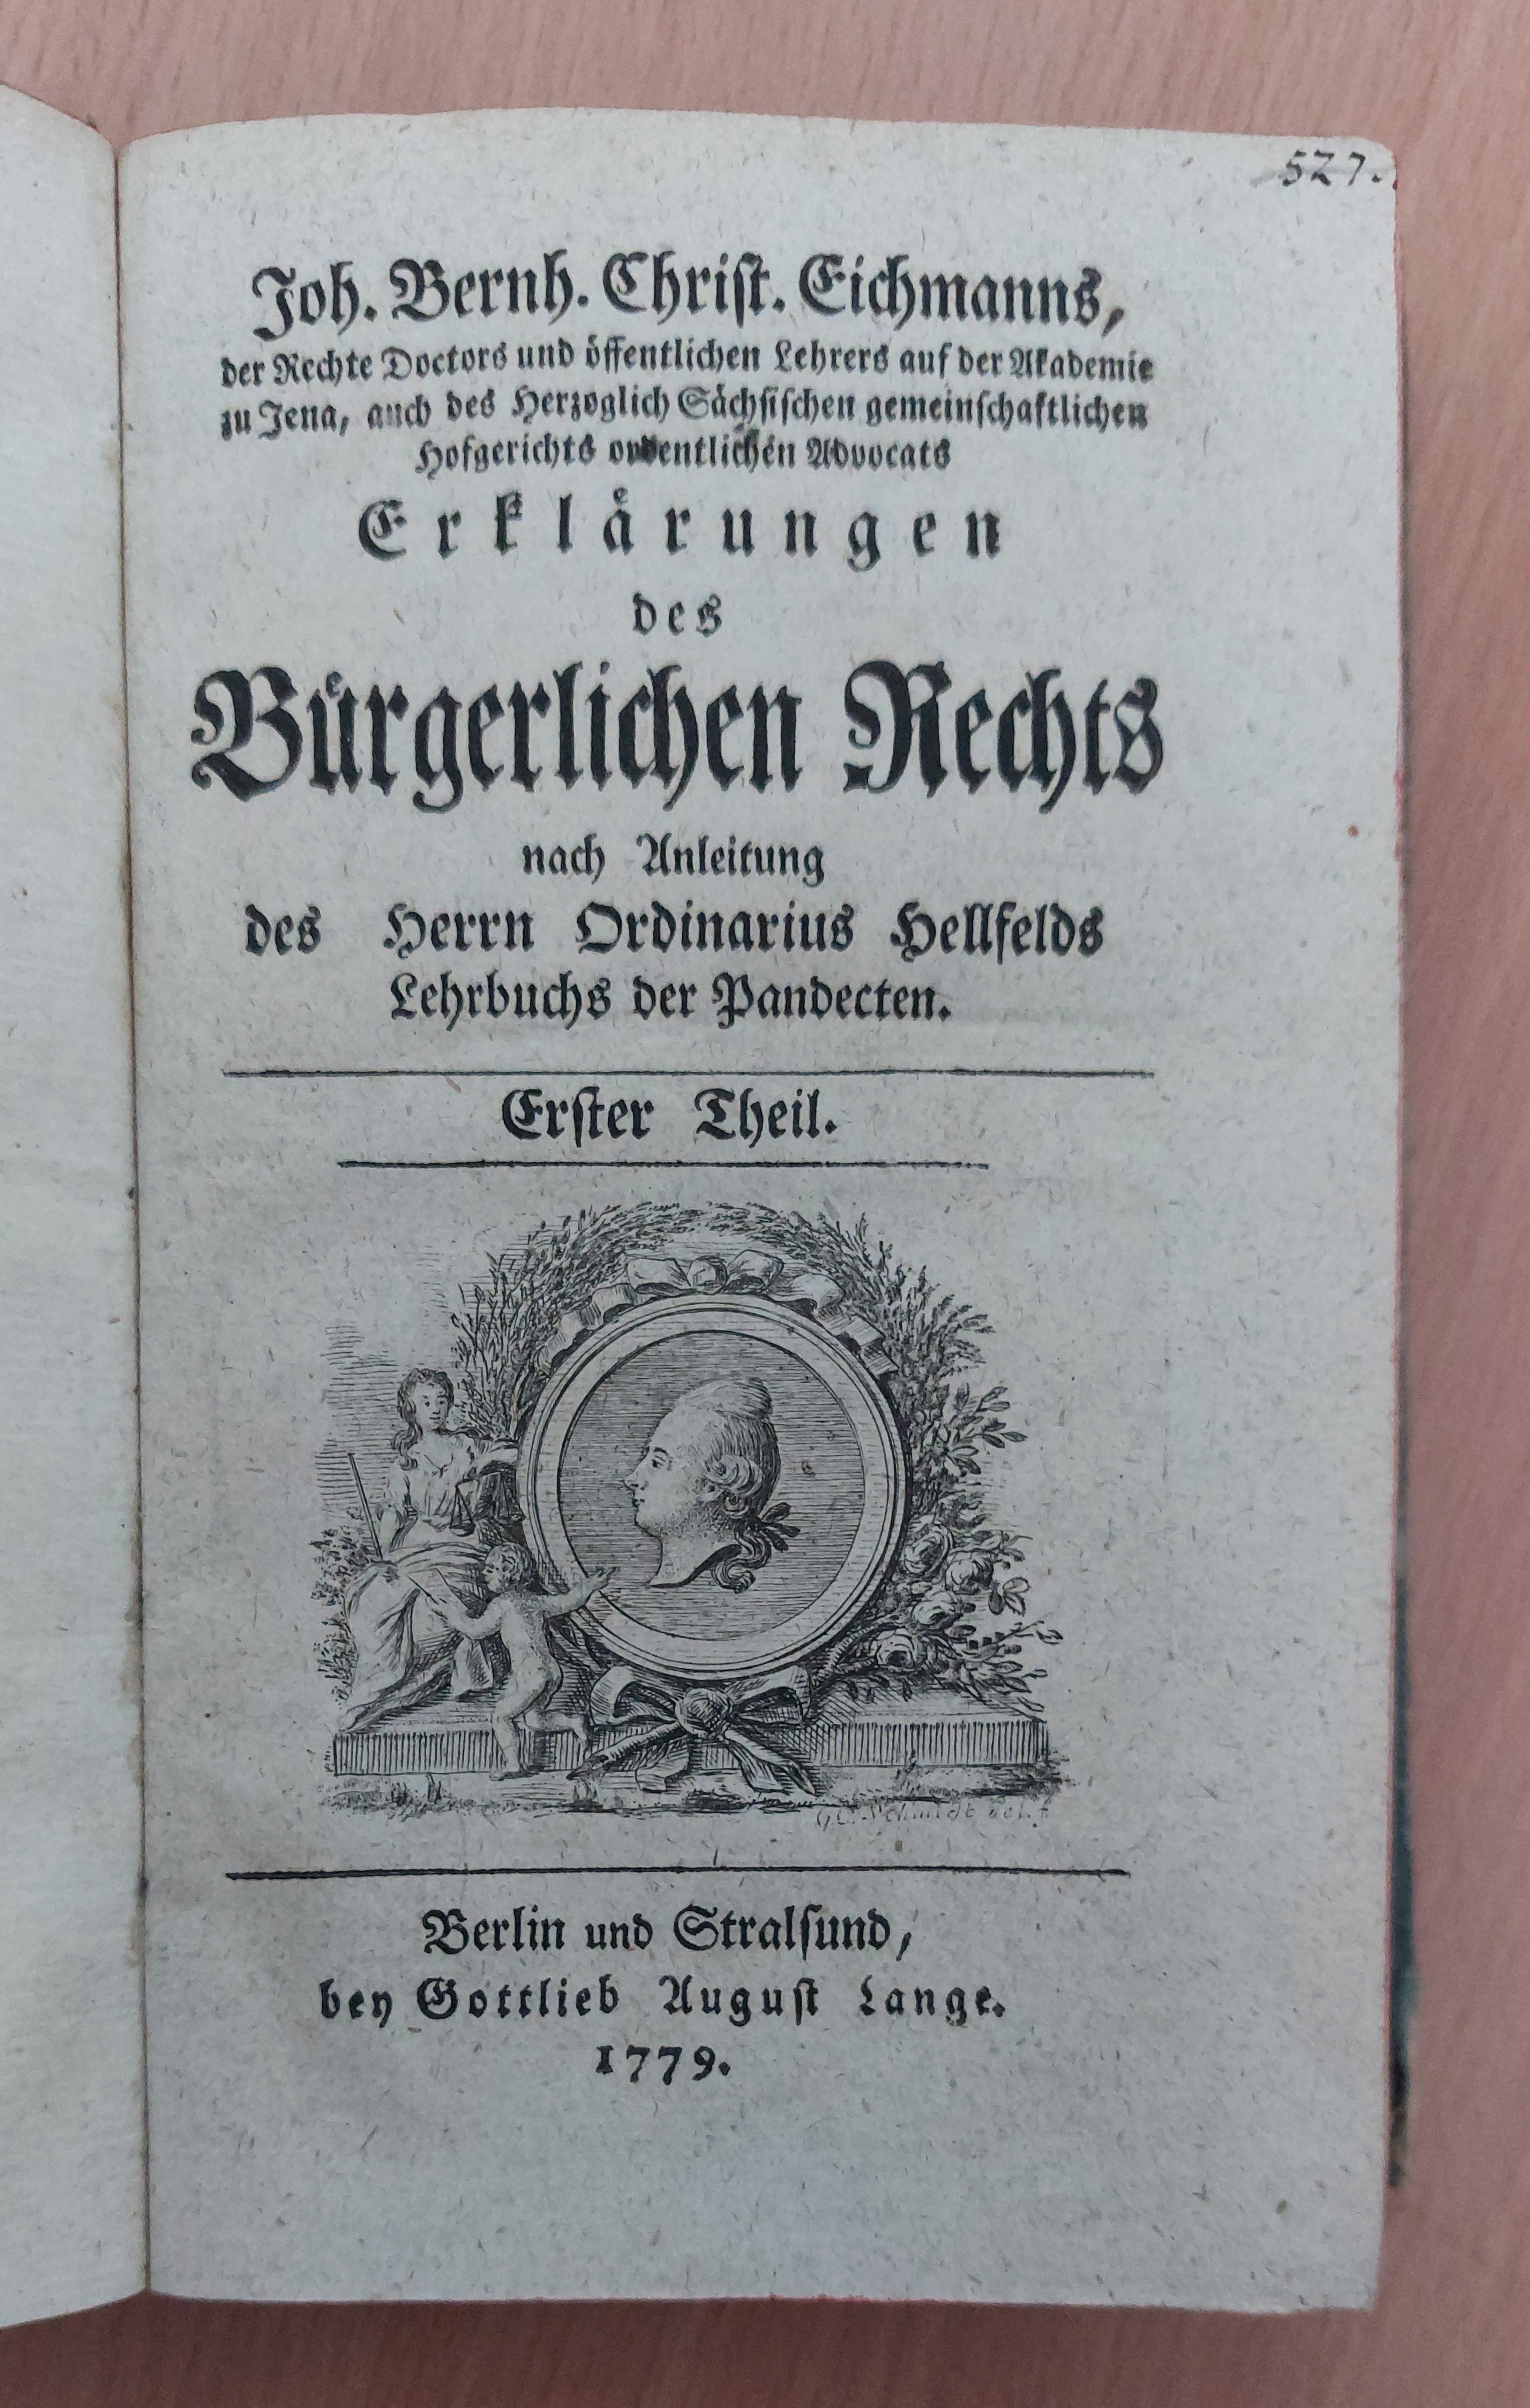 527.
Joh. Bernh. Christ. Eichmanns,
der Rechte Doctors und öffentlichen Lehrers auf der Akademie
zu Jena, auch des Herzoglich Sächsischen gemeinschaftlichen
Hofgerichts ordentlichen Advocats
Erklärungen
des
Bürgerlichen Rechts
nach Anleitung
des Herrn Ordinarius Hellfelds
Lehrbuchs der Pandecten.
Erster Theil.
G.C. Schmidt del. f.
Berlin und Stralsund,
bey Gottlieb August Lange.
1779.